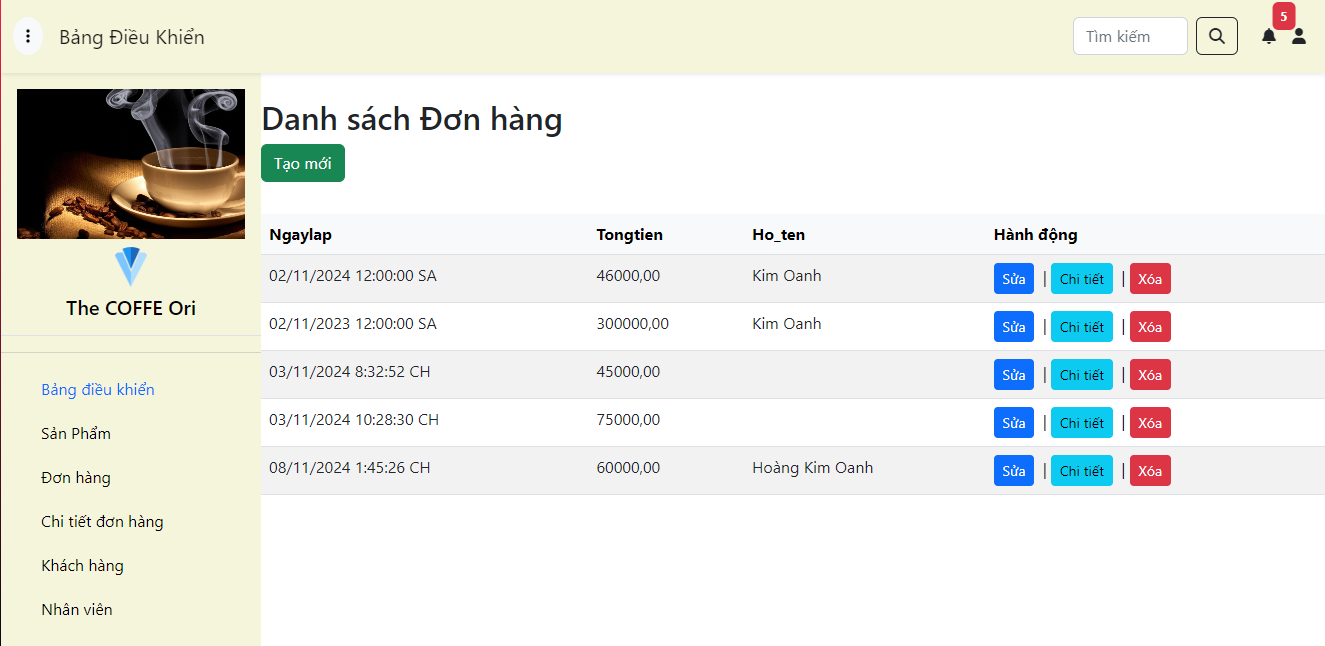 Bảng Điều Khiển
Tìm kiếm
5
The COFFE Ori
Bảng điều khiển
Sản Phẩm
Đơn hàng
Chi tiết đơn hàng
Khách hàng
Nhân viên
Danh sách Đơn hàng
Tạo mới
Ngaylap Tongtien Ho_ten Hành động
02/11/2024 12:00:00 SA 46000,00 Kim Oanh Sửa | Chi tiết | Xóa
02/11/2023 12:00:00 SA 300000,00 Kim Oanh Sửa | Chi tiết | Xóa
03/11/2024 8:32:52 CH 45000,00 Sửa | Chi tiết | Xóa
03/11/2024 10:28:30 CH 75000,00 Sửa | Chi tiết | Xóa
08/11/2024 1:45:26 CH 60000,00 Hoàng Kim Oanh Sửa | Chi tiết | Xóa